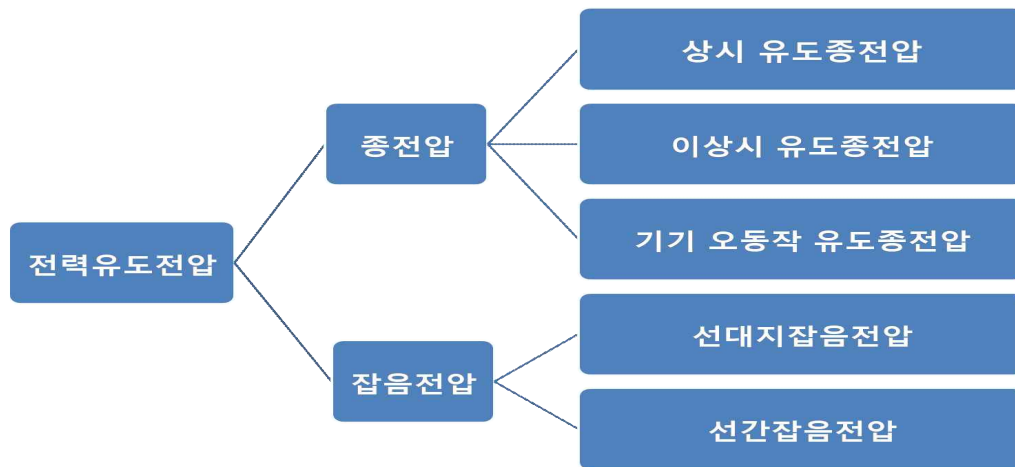 전력유도전압
종전압
상시 유도종전압
이상시 유도종전압
기기 오동작 유도종전압
잡음전압
선대지잡음전압
선간잡음전압